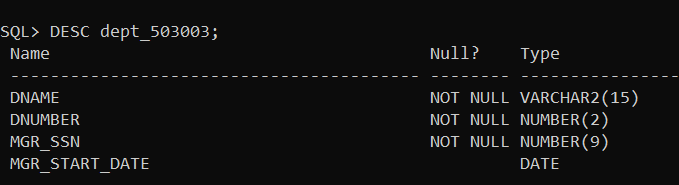 SQL> DESC dept_503003;
Name Null? Type
----------------------------------------- -------- ----------------
DNAME NOT NULL VARCHAR2(15)
DNUMBER NOT NULL NUMBER(2)
MGR_SSN NOT NULL NUMBER(9)
MGR_START_DATE DATE